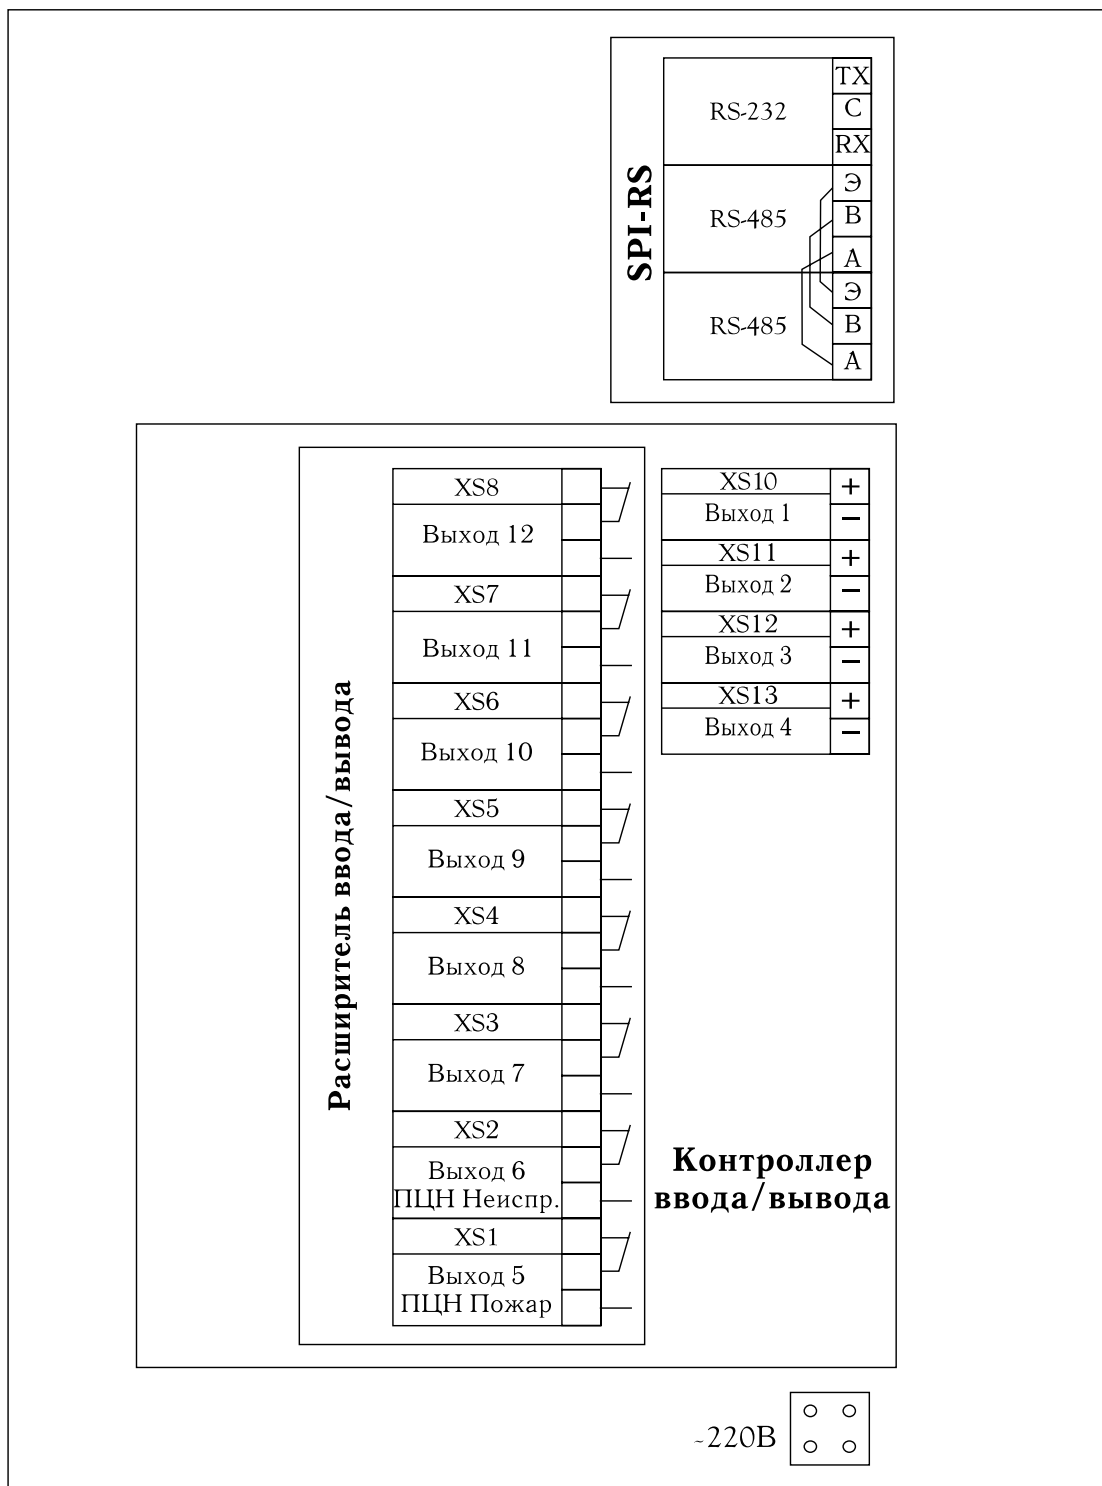 SPI-RS
RS-232
TX
C
RX
RS-485
Э
B
A
RS-485
Э
B
A
Расширитель ввода/вывода
XS8
Выход 12
XS7
Выход 11
XS6
Выход 10
XS5
Выход 9
XS4
Выход 8
XS3
Выход 7
XS2
Выход 6
ПЦН Неиспр.
XS1
Выход 5
ПЦН Пожар
XS10
+
Выход 1
−
XS11
+
Выход 2
−
XS12
+
Выход 3
−
XS13
+
Выход 4
−
Контроллер
ввода/вывода
~220В